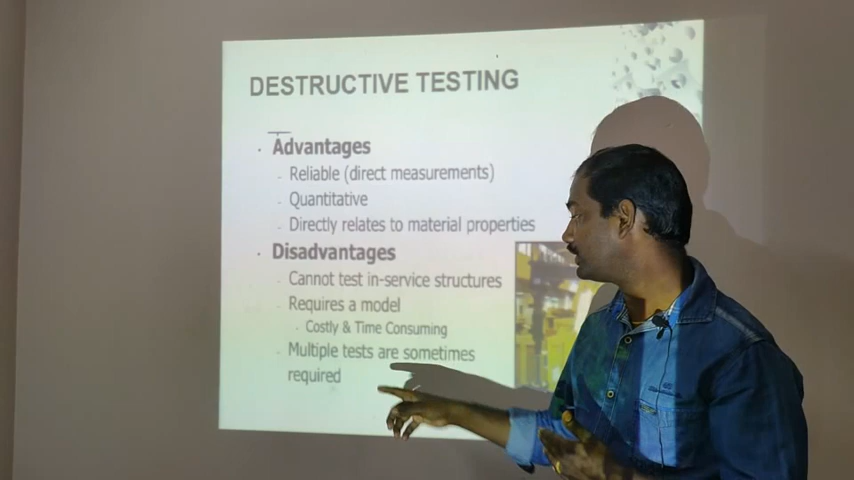 DESTRUCTIVE TESTING
· Advantages
- Reliable (direct measurements)
- Quantitative
- Directly relates to material properties
· Disadvantages
- Cannot test in-service structures
- Requires a model
- Costly & Time Consuming
- Multiple tests are sometimes
required